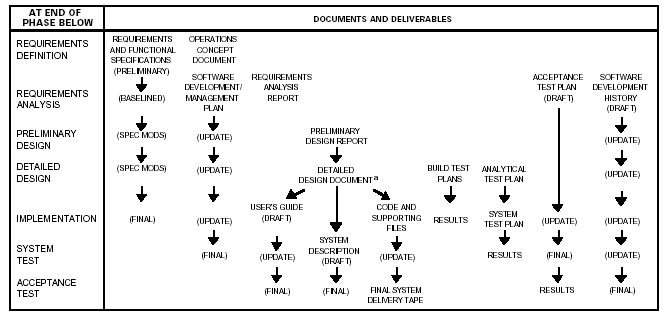 AT END OF
PHASE BELOW
DOCUMENTS AND DELIVERABLES
REQUIREMENTS
DEFINITION
REQUIREMENTS
AND FUNCTIONAL
SPECIFICATIONS
(PRELIMINARY)
OPERATIONS
CONCEPT
DOCUMENT
REQUIREMENTS
ANALYSIS
(BASELINED)
SOFTWARE
DEVELOPMENT/
MANAGEMENT
PLAN
REQUIREMENTS
ANALYSIS
REPORT
ACCEPTANCE
TEST PLAN
(DRAFT)
SOFTWARE
DEVELOPMENT
HISTORY
(DRAFT)
PRELIMINARY
DESIGN
(SPEC MODS)
(UPDATE)
PRELIMINARY
DESIGN REPORT
(UPDATE)
DETAILED
DESIGN
(SPEC MODS)
(UPDATE)
DETAILED
DESIGN DOCUMENT a
BUILD TEST
PLANS
ANALYTICAL
TEST PLAN
(UPDATE)
IMPLEMENTATION
(FINAL)
(UPDATE)
USER'S GUIDE
(DRAFT)
CODE AND
SUPPORTING
FILES
RESULTS
SYSTEM
TEST PLAN
(UPDATE)
(UPDATE)
SYSTEM
TEST
(FINAL)
(UPDATE)
SYSTEM
DESCRIPTION
(DRAFT)
(UPDATE)
RESULTS
(FINAL)
(UPDATE)
ACCEPTANCE
TEST
(FINAL)
(FINAL)
FINAL SYSTEM
DELIVERY TAPE
RESULTS
(FINAL)